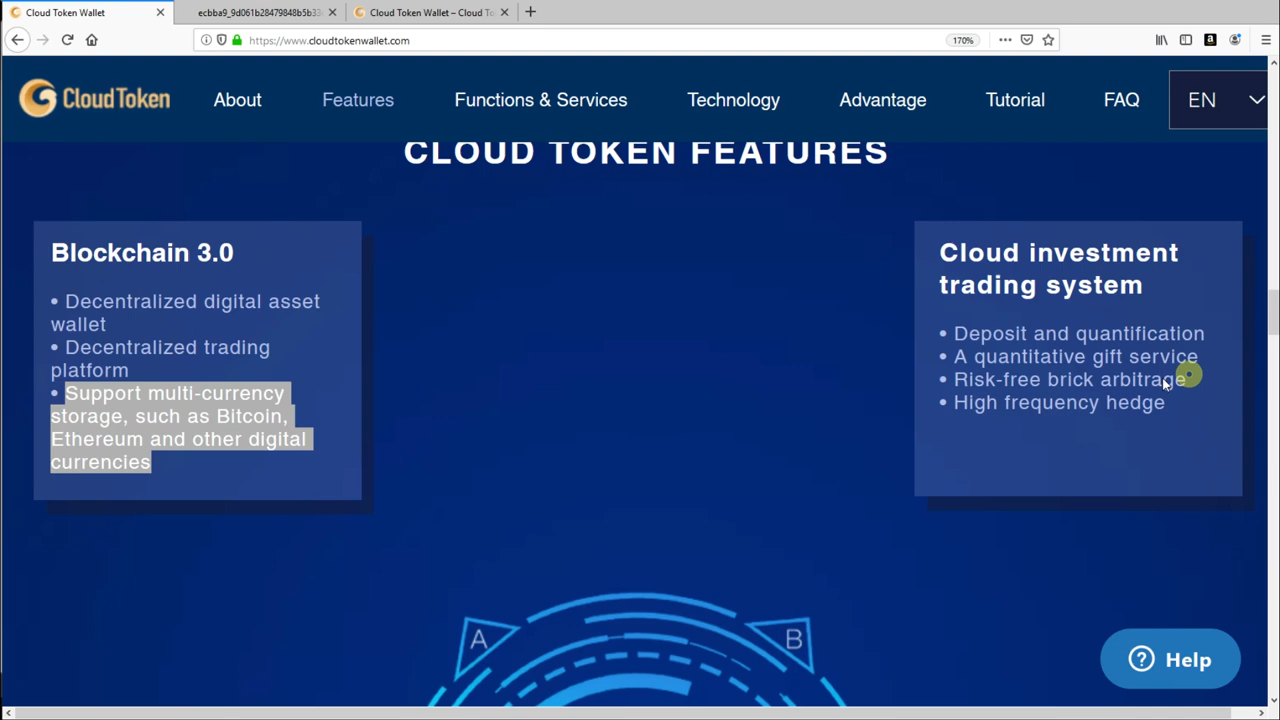 Cloud Token Wallet
ecbba9_9d061b28479848b5b33
Cloud Token Wallet – Cloud To
https://www.cloudtokenwallet.com
170%
CloudToken
About
Features
Functions & Services
Technology
Advantage
Tutorial
FAQ
EN
CLOUD TOKEN FEATURES
Blockchain 3.0
• Decentralized digital asset
wallet
• Decentralized trading
platform
• Support multi-currency
storage, such as Bitcoin,
Ethereum and other digital
currencies
Cloud investment
trading system
• Deposit and quantification
• A quantitative gift service
• Risk-free brick arbitrage
• High frequency hedge
A
B
Help